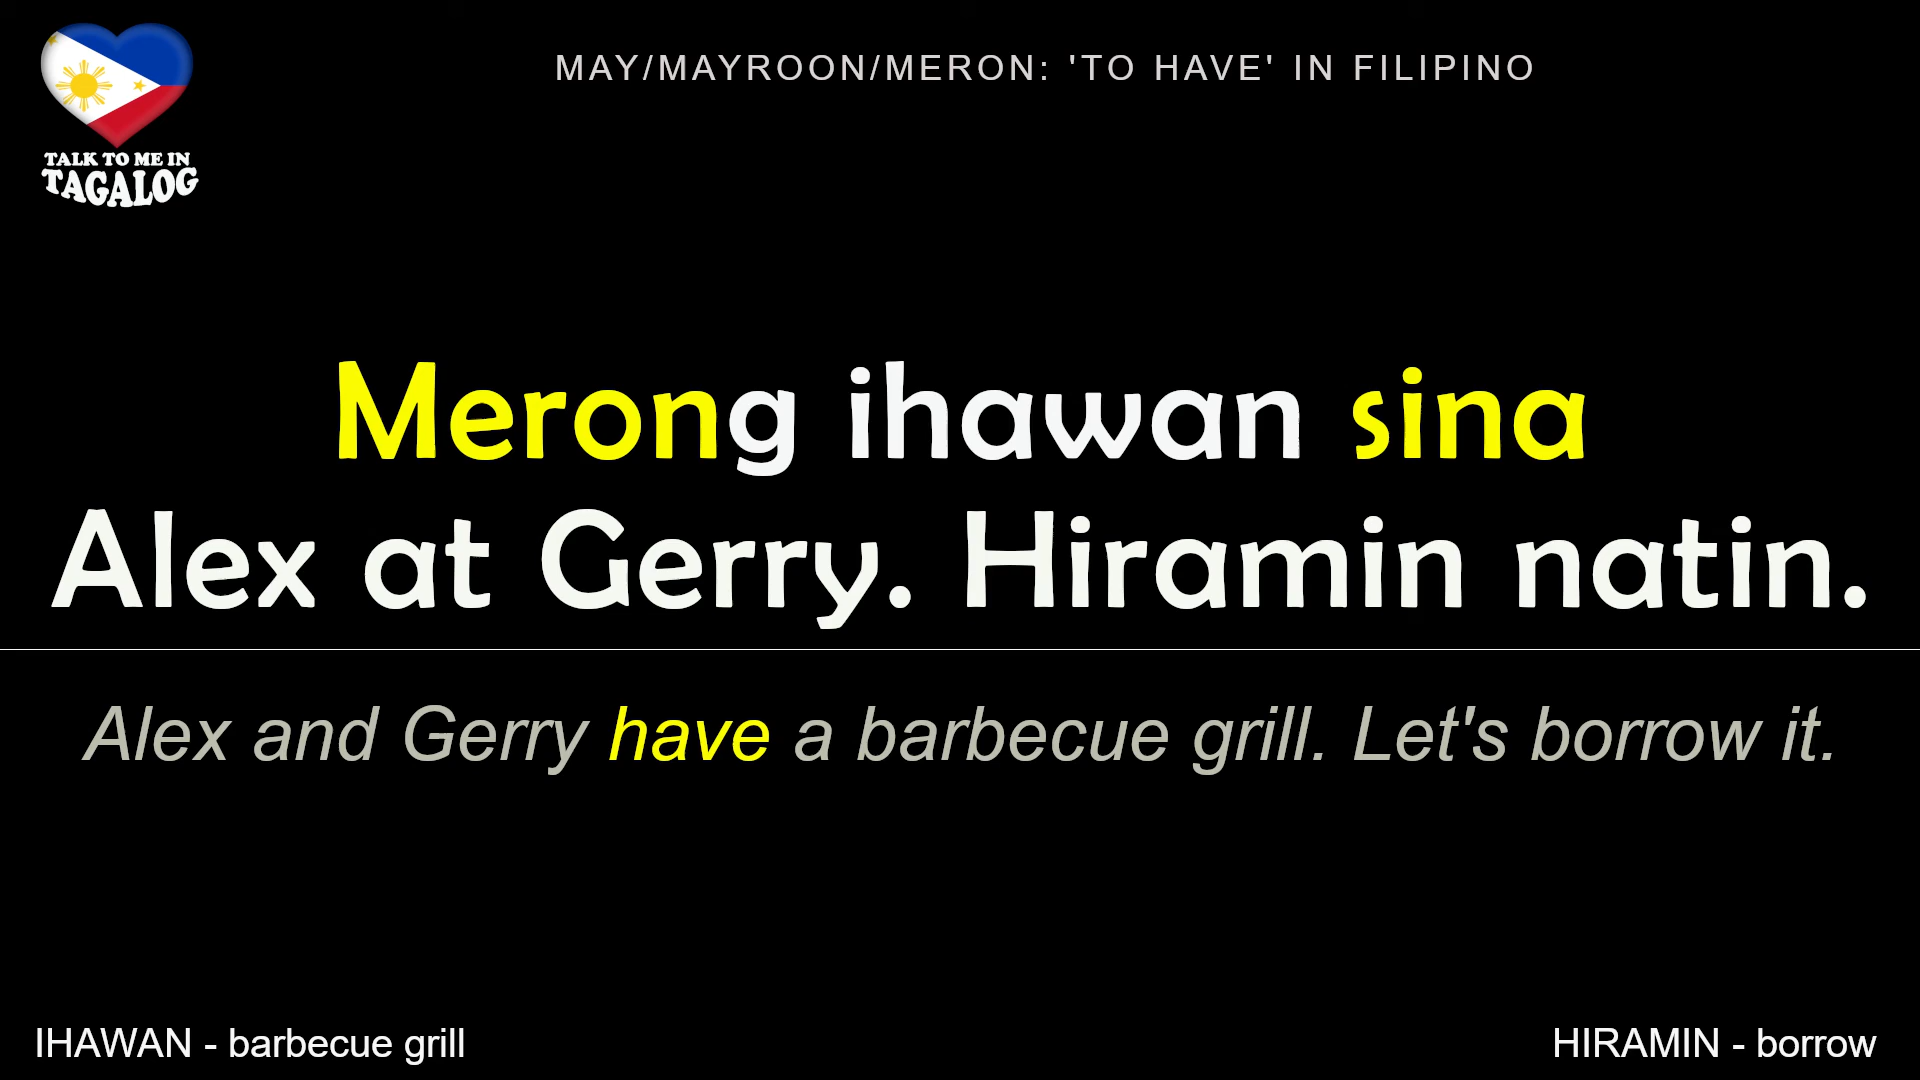 MAY/MAYROON/MERON: 'TO HAVE' IN FILIPINO
TALK TO ME IN
TAGALOG
Merong ihawan sina
Alex at Gerry. Hiramin natin.
Alex and Gerry have a barbecue grill. Let's borrow it.
IHAWAN - barbecue grill
HIRAMIN - borrow